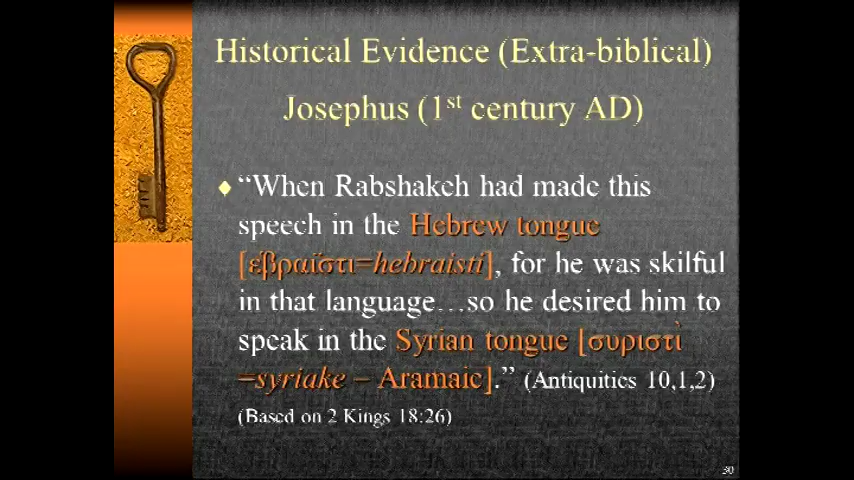 Historical Evidence (Extra-biblical)
Josephus (1st century AD)
“When Rabshakeh had made this
speech in the Hebrew tongue
[εβραἵστι=hebraisti], for he was skilful
in that language…so he desired him to
speak in the Syrian tongue [συριστὶ
=syriake – Aramaic].” (Antiquities 10,1,2)
(Based on 2 Kings 18:26)
30